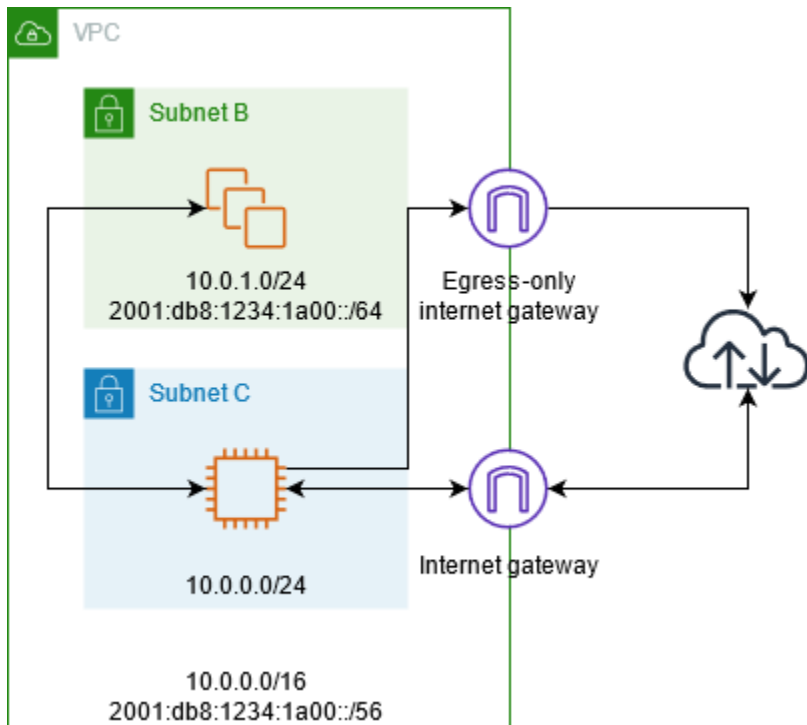 VPC
Subnet B
10.0.1.0/24
2001:db8:1234:1a00::/64
Egress-only
internet gateway
Subnet C
10.0.0.0/24
Internet gateway
10.0.0.0/16
2001:db8:1234:1a00::/56